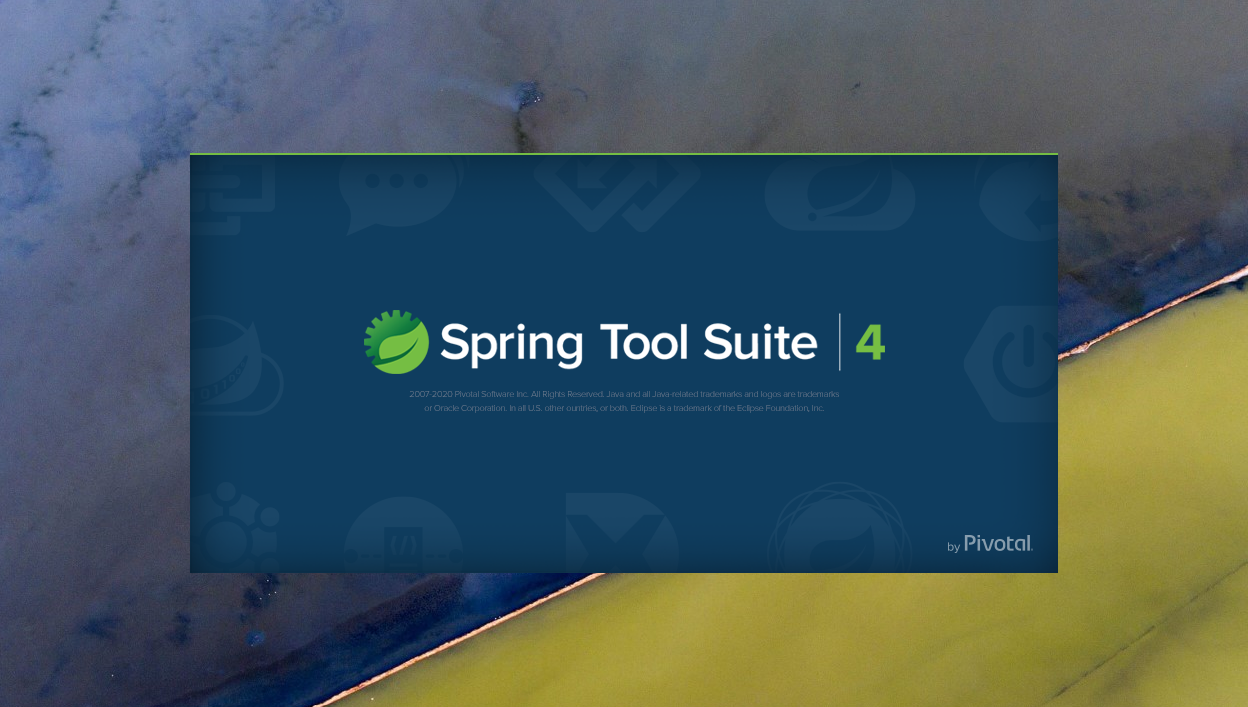 Spring Tool Suite 4
2007-2020 Pivotal Software Inc. All Rights Reserved. Java and all Java-related trademarks and logos are trademarks
or Oracle Corporation. In all U.S. other ountries, or both. Eclipse is a trademark of the Eclipse Foundation, Inc.
by Pivotal.